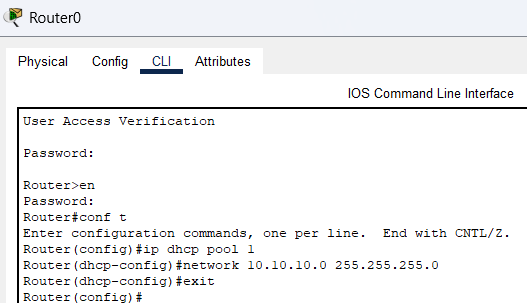 Router0
Physical Config CLI Attributes
IOS Command Line Interface
User Access Verification
Password:
Router>en
Password:
Router#conf t
Enter configuration commands, one per line.  End with CNTL/Z.
Router(config)#ip dhcp pool 1
Router(dhcp-config)#network 10.10.10.0 255.255.255.0
Router(dhcp-config)#exit
Router(config)#